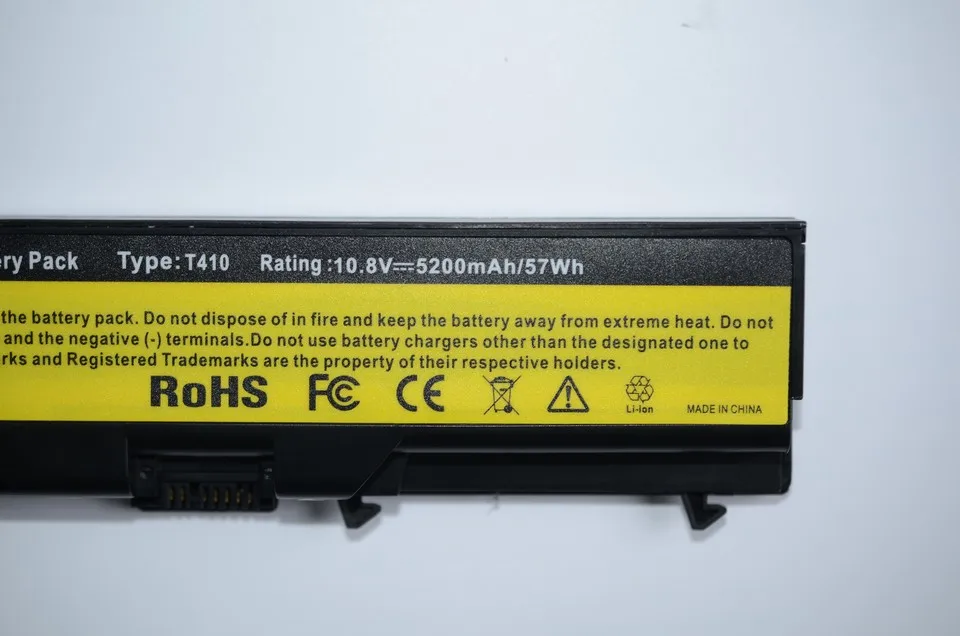 ry Pack Type:T410 Rating:10.8V⎓5200mAh/57Wh
the battery pack. Do not dispose of in fire and keep the battery away from extreme heat. Do not
and the negative (-) terminals.Do not use battery chargers other than the designated one to
rks and Registered Trademarks are the property of their respective holders.
RoHS FC CE
Li-ion
MADE IN CHINA